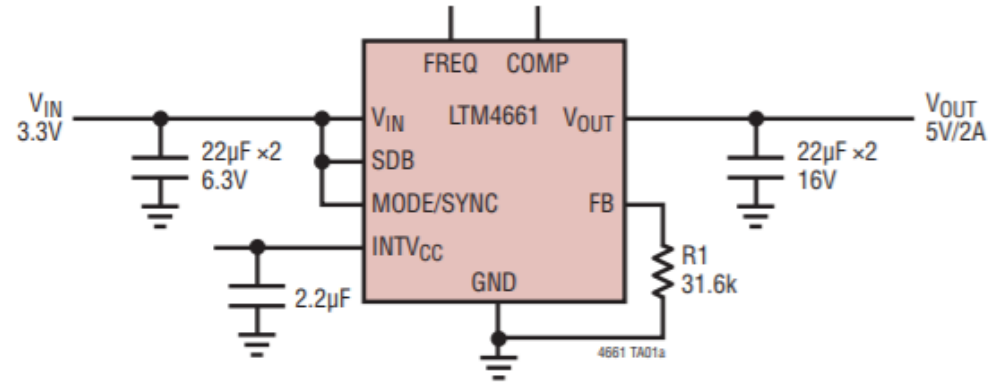 FREQ COMP
LTM4661
VIN
3.3V
VIN
VOUT
VOUT
5V/2A
22µF ×2
6.3V
SDB
22µF ×2
16V
MODE/SYNC
FB
INTVCC
R1
31.6k
2.2µF
GND
4661 TA01a